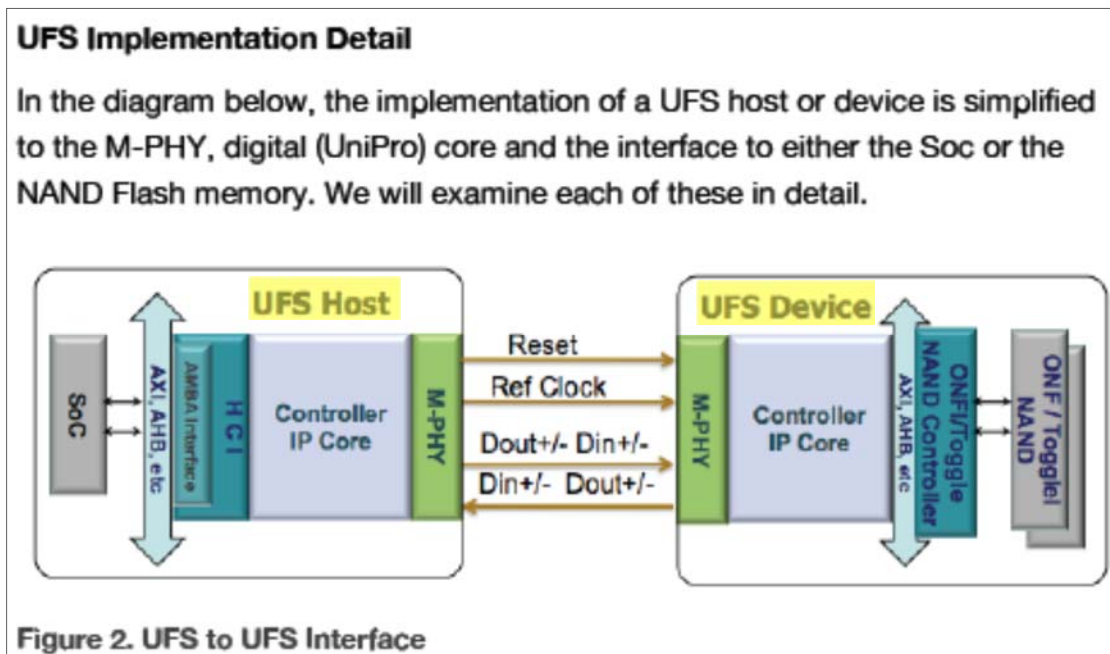 UFS Implementation Detail
In the diagram below, the implementation of a UFS host or device is simplified
to the M-PHY, digital (UniPro) core and the interface to either the Soc or the
NAND Flash memory. We will examine each of these in detail.
UFS Host
SoC
AXI, AHB, etc
AMBA Interface
HCI
Controller
IP Core
M-PHY
Reset
Ref Clock
Dout+/- Din+/-
Din+/- Dout+/-
UFS Device
M-PHY
Controller
IP Core
AXI, AHB, etc
ONFI/Toggle
NAND Controller
ONF / Togglel
NAND
Figure 2. UFS to UFS Interface